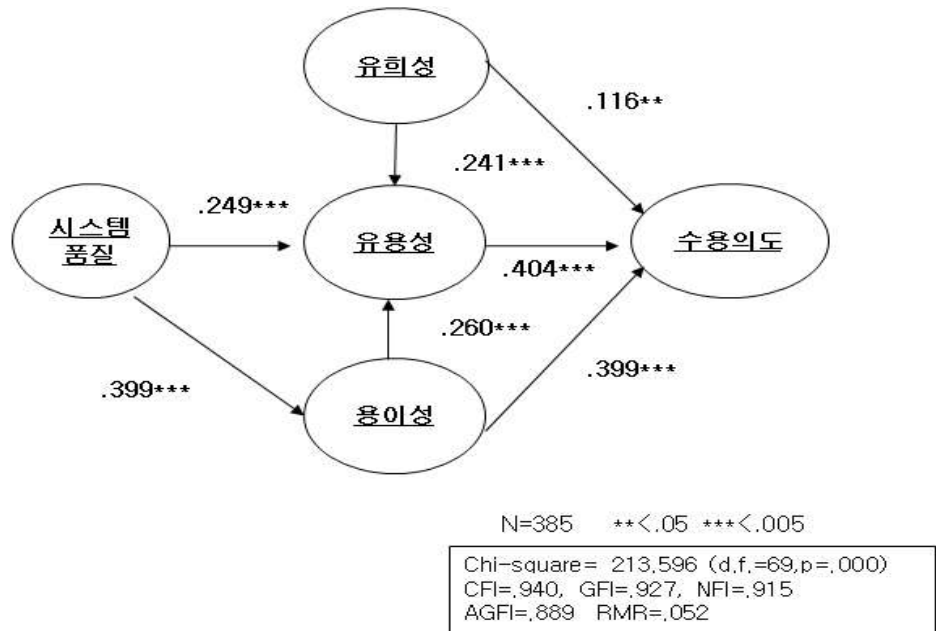 유희성
.116**
.241***
.249***
시스템
품질
유용성
수용의도
.404***
.260***
.399***
.399***
용이성
N=385 **<.05 ***<.005
Chi-square= 213.596 (d.f.=69,p=.000)
CFI=.940, GFI=.927, NFI=.915
AGFI=.889 RMR=.052